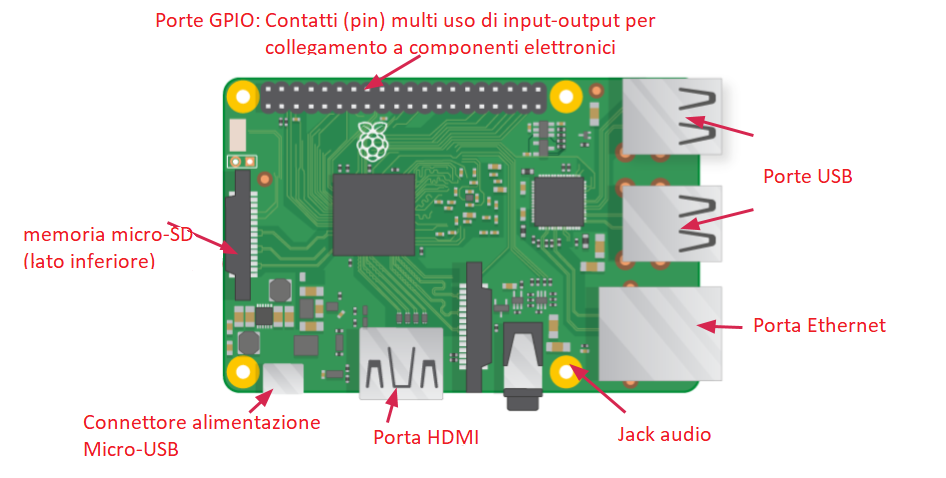 Porte GPIO: Contatti (pin) multi uso di input-output per
collegamento a componenti elettronici
Porte USB
memoria micro-SD
(lato inferiore)
Porta Ethernet
Connettore alimentazione
Micro-USB
Porta HDMI
Jack audio